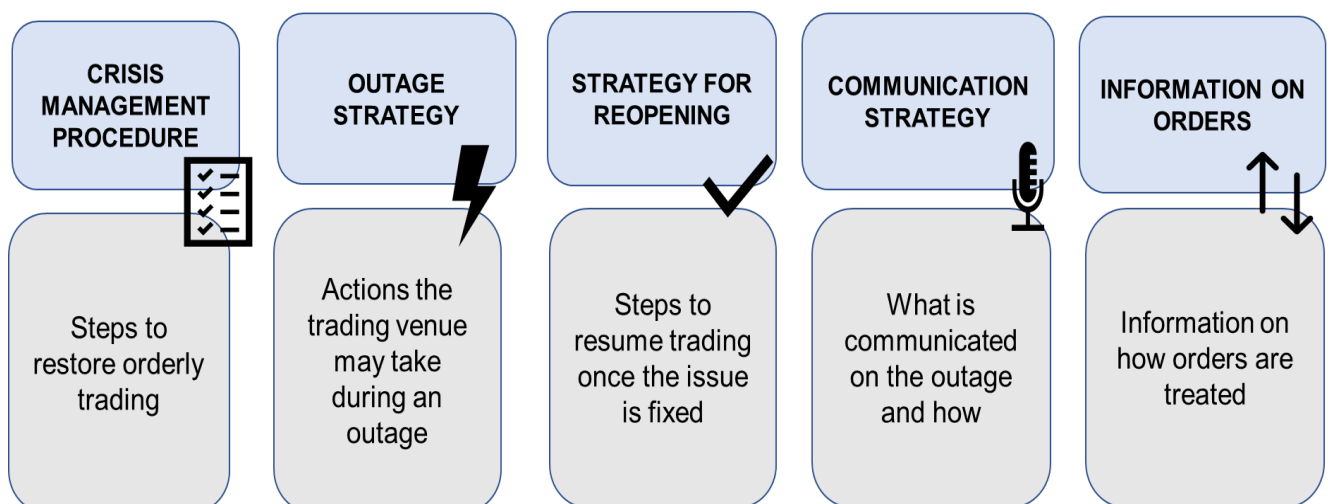 CRISIS
MANAGEMENT
PROCEDURE
Steps to
restore orderly
trading
OUTAGE
STRATEGY
Actions the
trading venue
may take
during an
outage
STRATEGY FOR
REOPENING
Steps to
resume trading
once the issue
is fixed
COMMUNICATION
STRATEGY
What is
communicated
on the outage
and how
INFORMATION ON
ORDERS
Information on
how orders are
treated